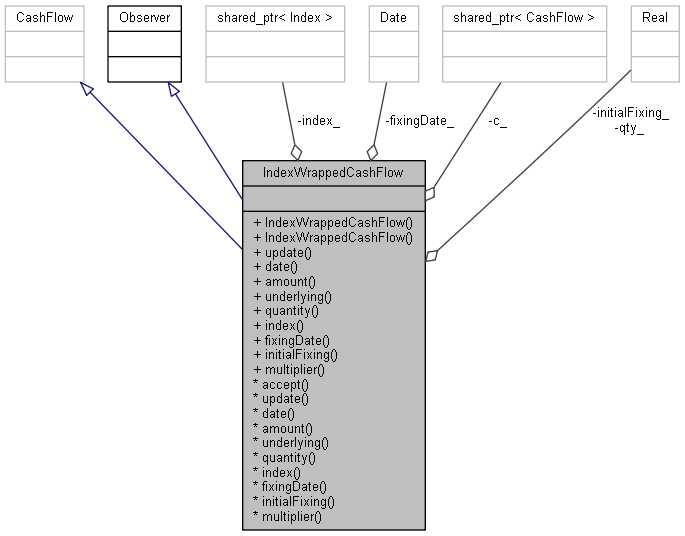 CashFlow
Observer
shared_ptr< Index >
Date
shared_ptr< CashFlow >
Real
-index_
-fixingDate_
-c_
-initialFixing_
-qty_
IndexWrappedCashFlow
+ IndexWrappedCashFlow()
+ IndexWrappedCashFlow()
+ update()
+ date()
+ amount()
+ underlying()
+ quantity()
+ index()
+ fixingDate()
+ initialFixing()
+ multiplier()
* accept()
* update()
* date()
* amount()
* underlying()
* quantity()
* index()
* fixingDate()
* initialFixing()
* multiplier()